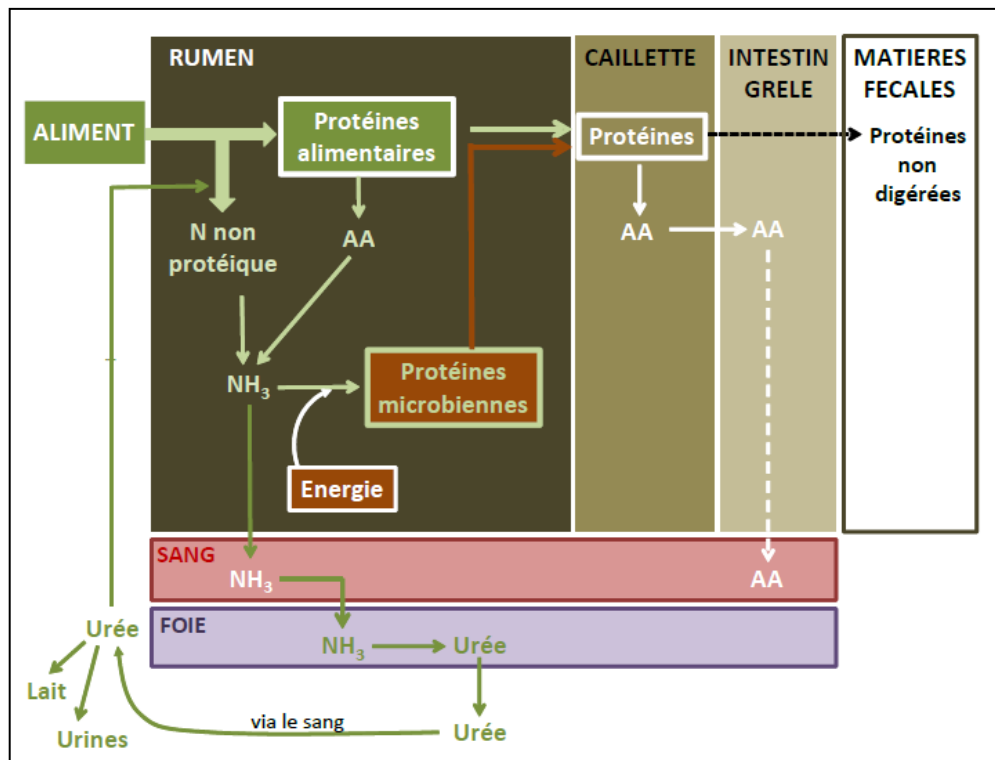 RUMEN
CAILLETTE
INTESTIN
GRELE
MATIERES
FECALES
ALIMENT
Protéines
alimentaires
Protéines
Protéines
non
digérées
N non
protéique
AA
AA
AA
NH₃
Protéines
microbiennes
Energie
SANG
NH₃
AA
FOIE
NH₃
Urée
Urée
Lait
Urines
via le sang
Urée